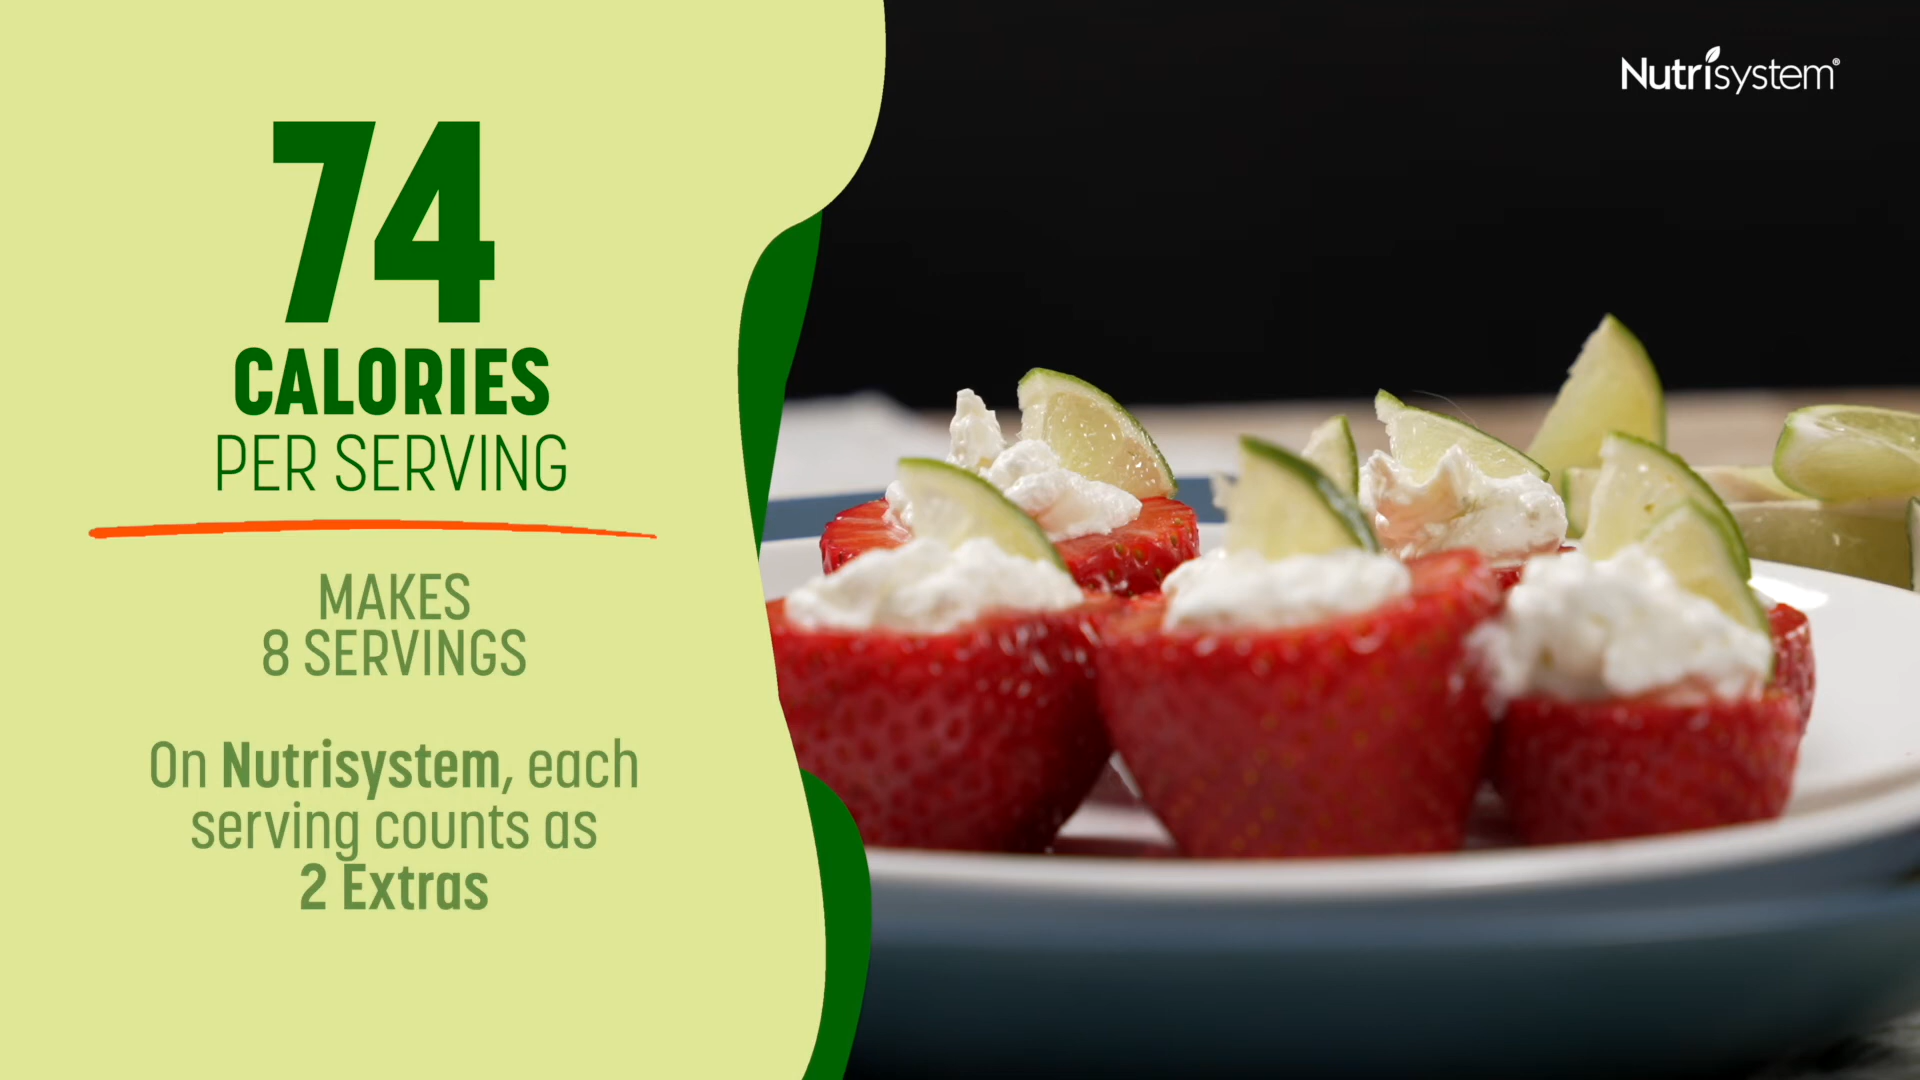 74
CALORIES
PER SERVING
MAKES
8 SERVINGS
On Nutrisystem, each
serving counts as
2 Extras
Nutrisystem®